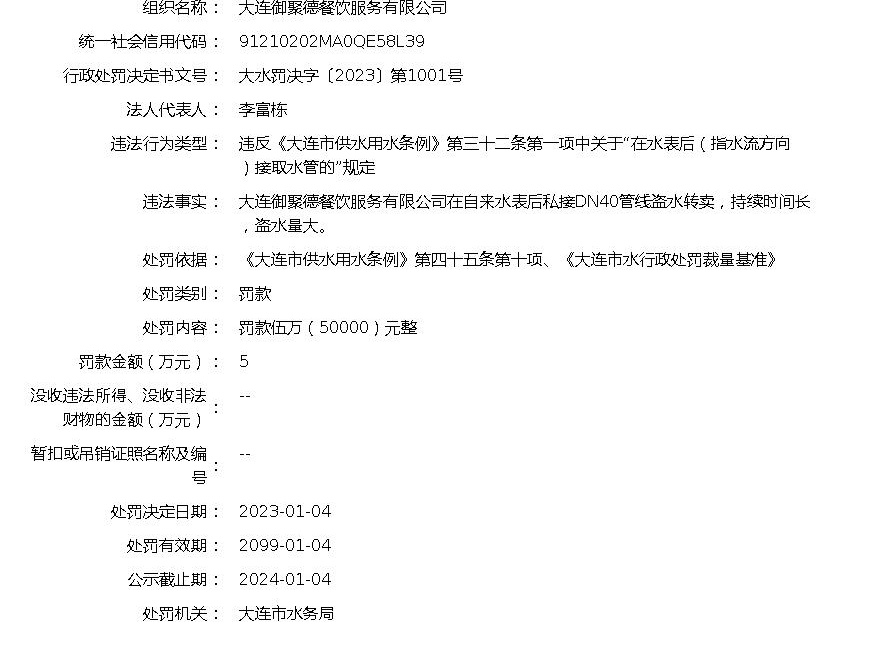 组织名称： 大连御聚德餐饮服务有限公司
统一社会信用代码： 91210202MA0QE58L39
行政处罚决定书文号： 大水罚决字〔2023〕第1001号
法人代表人： 李富栋
违法行为类型： 违反《大连市供水用水条例》第三十二条第一项中关于“在水表后（指水流方向
）接取水管的”规定
违法事实： 大连御聚德餐饮服务有限公司在自来水表后私接DN40管线盗水转卖，持续时间长
，盗水量大。
处罚依据： 《大连市供水用水条例》第四十五条第十项、《大连市水行政处罚裁量基准》
处罚类别： 罚款
处罚内容： 罚款伍万（50000）元整
罚款金额（万元）： 5
没收违法所得、没收非法
财物的金额（万元）： --
暂扣或吊销证照名称及编
号： --
处罚决定日期： 2023-01-04
处罚有效期： 2099-01-04
公示截止期： 2024-01-04
处罚机关： 大连市水务局